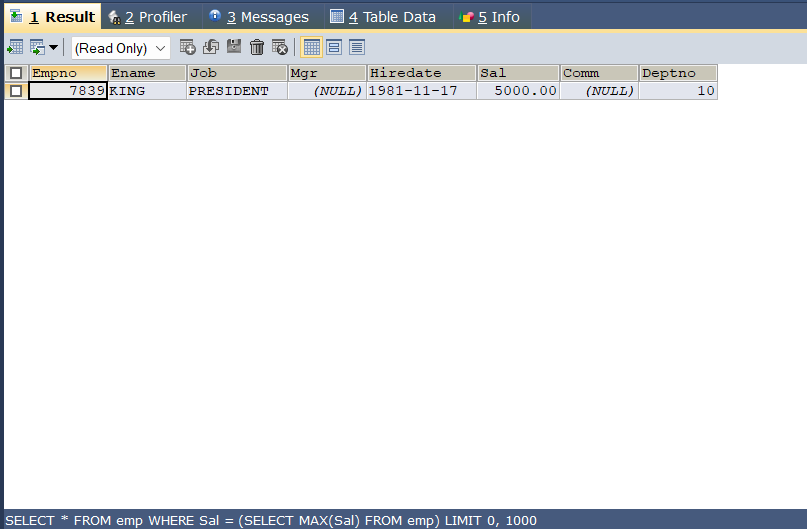 1 Result 2 Profiler 3 Messages 4 Table Data 5 Info
(Read Only)
Empno Ename Job Mgr Hiredate Sal Comm Deptno
7839 KING PRESIDENT (NULL) 1981-11-17 5000.00 (NULL) 10
SELECT * FROM emp WHERE Sal = (SELECT MAX(Sal) FROM emp) LIMIT 0, 1000